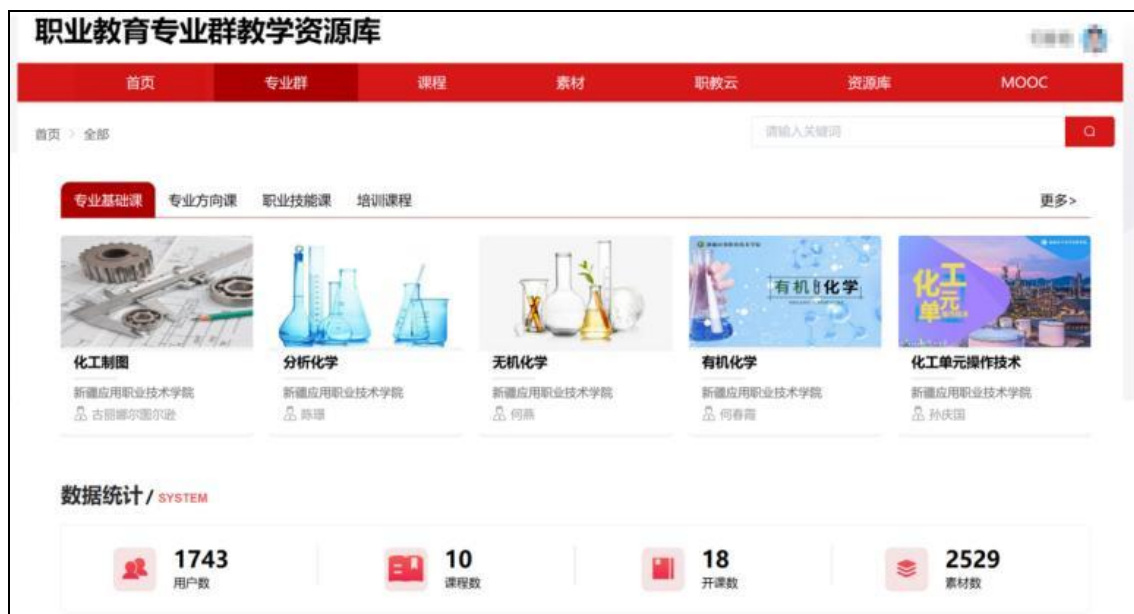 职业教育专业群教学资源库
首页 专业群 课程 素材 职教云 资源库 MOOC
首页 > 全部
请输入关键词
专业基础课 专业方向课 职业技能课 培训课程 更多>
有机化学
化工单元
化工制图 分析化学 无机化学 有机化学 化工单元操作技术
新疆应用职业技术学院 新疆应用职业技术学院 新疆应用职业技术学院 新疆应用职业技术学院 新疆应用职业技术学院
古丽娜尔图尔逊 陈珊 何燕 何春霞 孙庆国
数据统计 / SYSTEM
1743 10 18 2529
用户数 课程数 开课数 素材数